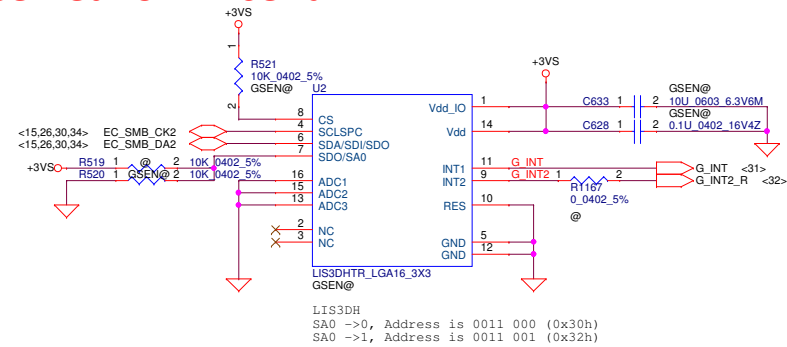 +3VS
1
R521
10K_0402_5%
GSEN@
2
U2
+3VS
GSEN@
C633 1 2 10U_0603_6.3V6M
GSEN@
C628 1 2 0.1U_0402_16V4Z
8 CS
<15,26,30,34> EC_SMB_CK2 4 SCLSPC
<15,26,30,34> EC_SMB_DA2 6 SDA/SDI/SDO
7 SDO/SA0
+3VS R519 1 @ 2 10K_0402_5%
R520 1 GSEN@ 2 10K_0402_5%
16 ADC1
15 ADC2
13 ADC3
2 NC
3 NC
Vdd_IO 1
Vdd 14
INT1 11 G_INT G_INT <31>
INT2 9 G_INT2 1 2 G_INT2_R <32>
R1167
0_0402_5%
@
RES 10
GND 5
GND 12
LIS3DHTR_LGA16_3X3
GSEN@
LIS3DH
SA0 ->0, Address is 0011 000 (0x30h)
SA0 ->1, Address is 0011 001 (0x32h)